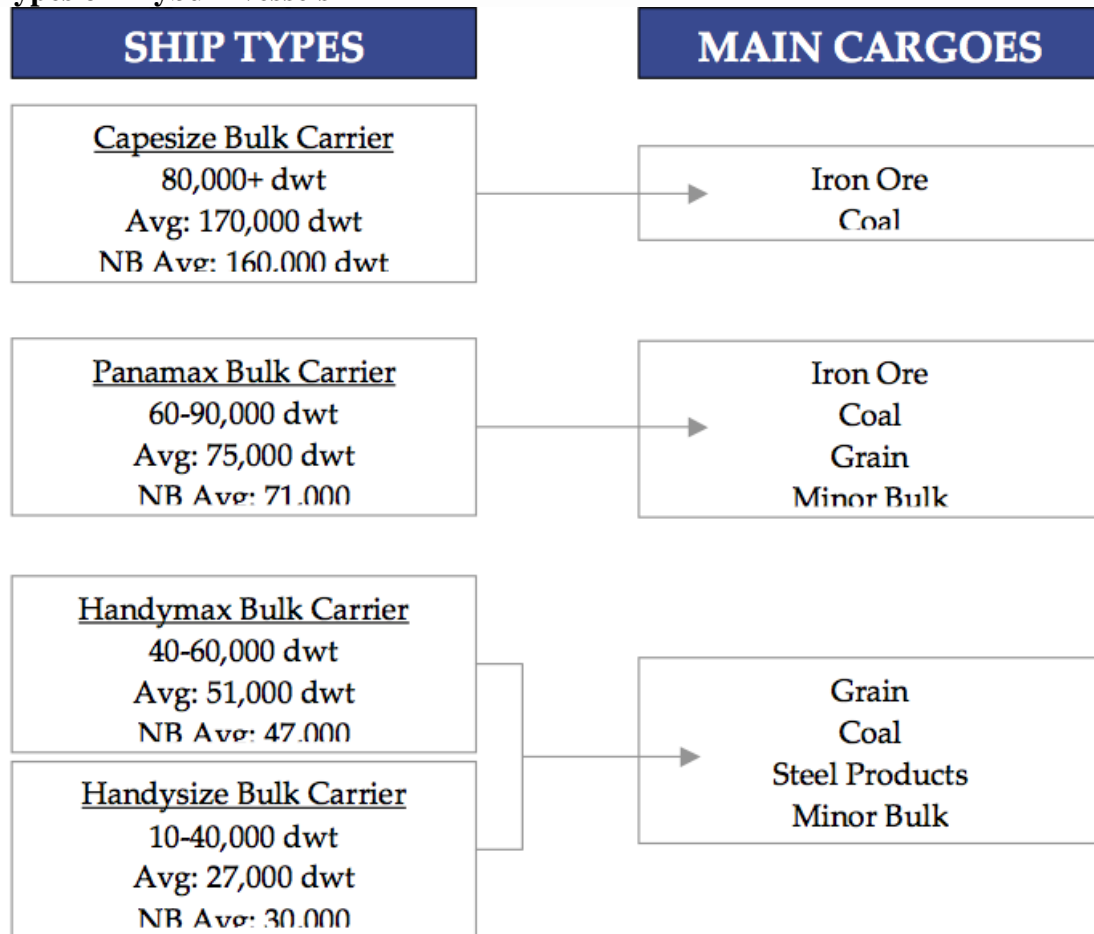 ypes of Drybulk Vessels
SHIP TYPES
MAIN CARGOES
Capesize Bulk Carrier
80,000+ dwt
Avg: 170,000 dwt
NB Avg: 160,000 dwt
Iron Ore
Coal
Panamax Bulk Carrier
60-90,000 dwt
Avg: 75,000 dwt
NB Avg: 71,000
Iron Ore
Coal
Grain
Minor Bulk
Handymax Bulk Carrier
40-60,000 dwt
Avg: 51,000 dwt
NB Avg: 47,000
Handysize Bulk Carrier
10-40,000 dwt
Avg: 27,000 dwt
NB Avg: 30,000
Grain
Coal
Steel Products
Minor Bulk